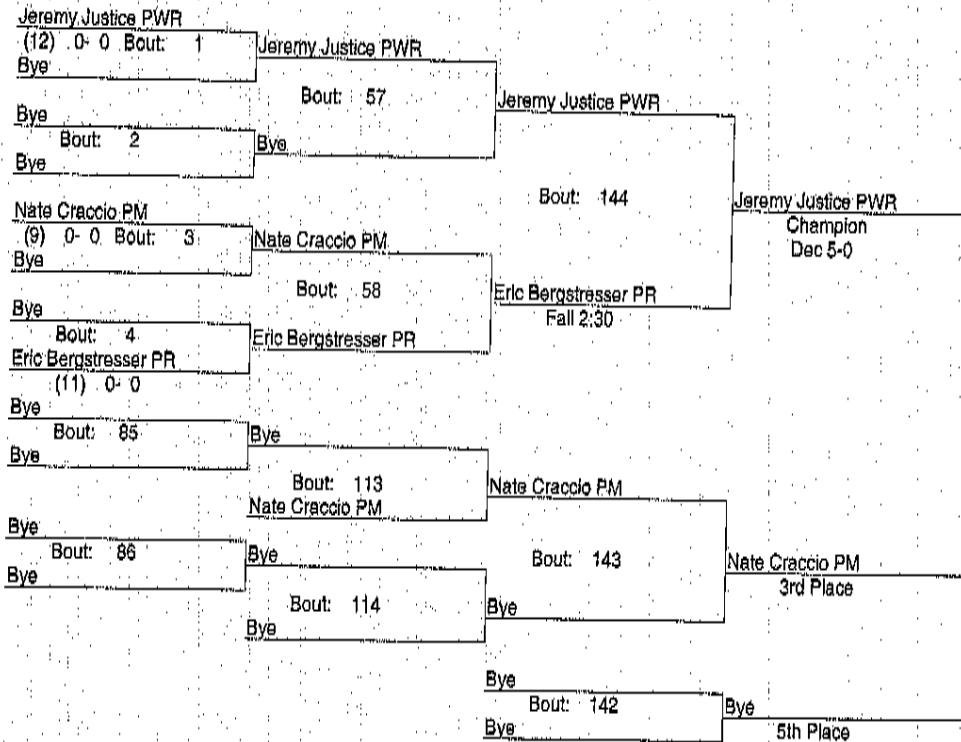 Jeremy Justice PWR
(12) 0- 0 Bout: 1
Bye
Jeremy Justice PWR
Bout: 57
Bye
Bout: 2
Bye
Bye
Jeremy Justice PWR
Bout: 144
Jeremy Justice PWR
Champion
Dec 5-0
Nate Craccio PM
(9) 0- 0 Bout: 3
Bye
Nate Craccio PM
Bout: 58
Eric Bergstresser PR
Fall 2:30
Bye
Bout: 4
Eric Bergstresser PR
(11) 0- 0
Eric Bergstresser PR
Bye
Bout: 85
Bye
Bye
Bout: 113
Nate Craccio PM
Nate Craccio PM
Bye
Bout: 86
Bye
Bye
Bout: 114
Bye
Bout: 143
Bye
Nate Craccio PM
3rd Place
Bye
Bout: 142
Bye
Bye
5th Place